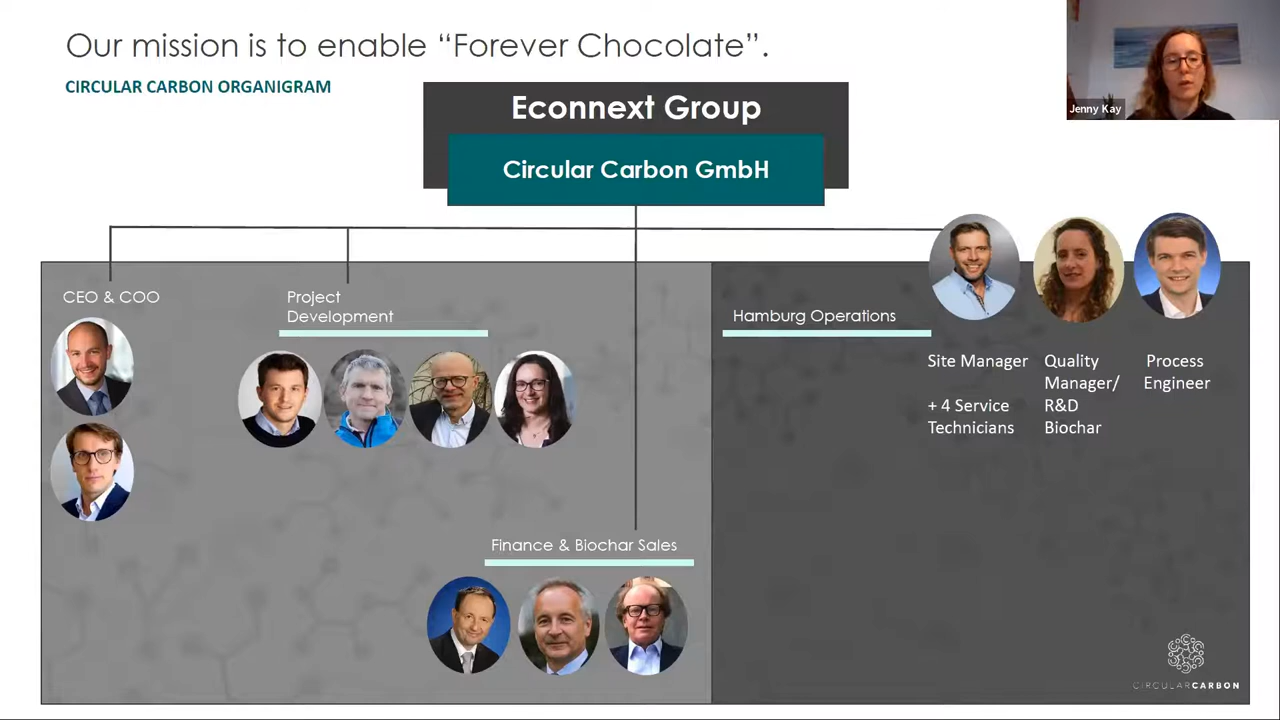 Our mission is to enable “Forever Chocolate”.
CIRCULAR CARBON ORGANIGRAM
Econnext Group
Circular Carbon GmbH
Jenny Kay
CEO & COO
Project
Development
Hamburg Operations
Site Manager
+ 4 Service
Technicians
Quality
Manager/
R&D
Biochar
Process
Engineer
Finance & Biochar Sales
CIRCULARCARBON